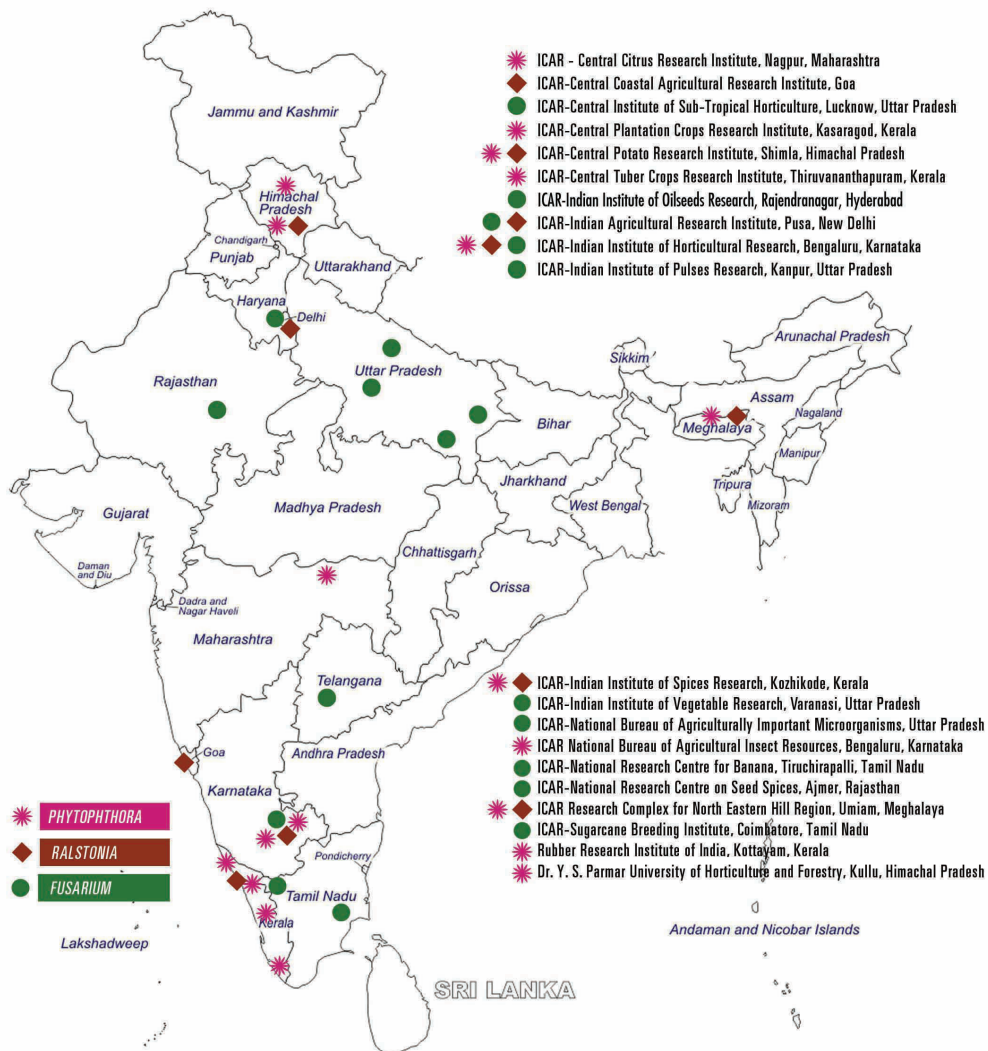 ICAR - Central Citrus Research Institute, Nagpur, Maharashtra
ICAR-Central Coastal Agricultural Research Institute, Goa
ICAR-Central Institute of Sub-Tropical Horticulture, Lucknow, Uttar Pradesh
ICAR-Central Plantation Crops Research Institute, Kasaragod, Kerala
ICAR-Central Potato Research Institute, Shimla, Himachal Pradesh
ICAR-Central Tuber Crops Research Institute, Thiruvananthapuram, Kerala
ICAR-Indian Institute of Oilseeds Research, Rajendranagar, Hyderabad
ICAR-Indian Agricultural Research Institute, Pusa, New Delhi
ICAR-Indian Institute of Horticultural Research, Bengaluru, Karnataka
ICAR-Indian Institute of Pulses Research, Kanpur, Uttar Pradesh
Jammu and Kashmir
Himachal
Pradesh
Chandigarh
Punjab
Uttarakhand
Haryana
Delhi
Rajasthan
Uttar Pradesh
Bihar
Sikkim
Arunachal Pradesh
Assam
Nagaland
Meghalaya
Manipur
Tripura
Mizoram
Jharkhand
West Bengal
Gujarat
Madhya Pradesh
Chhattisgarh
Orissa
Daman
and Diu
Dadra and
Nagar Haveli
Maharashtra
Telangana
Goa
Andhra Pradesh
Karnataka
Pondicherry
Tamil Nadu
Kerala
Lakshadweep
Andaman and Nicobar Islands
SRI LANKA
ICAR-Indian Institute of Spices Research, Kozhikode, Kerala
ICAR-Indian Institute of Vegetable Research, Varanasi, Uttar Pradesh
ICAR-National Bureau of Agriculturally Important Microorganisms, Uttar Pradesh
ICAR National Bureau of Agricultural Insect Resources, Bengaluru, Karnataka
ICAR-National Research Centre for Banana, Tiruchirapalli, Tamil Nadu
ICAR-National Research Centre on Seed Spices, Ajmer, Rajasthan
ICAR Research Complex for North Eastern Hill Region, Umiam, Meghalaya
ICAR-Sugarcane Breeding Institute, Coimbatore, Tamil Nadu
Rubber Research Institute of India, Kottayam, Kerala
Dr. Y. S. Parmar University of Horticulture and Forestry, Kullu, Himachal Pradesh
PHYTOPHTHORA
RALSTONIA
FUSARIUM